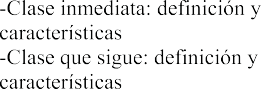 -Clase inmediata: definición y
características
-Clase que sigue: definición y
características